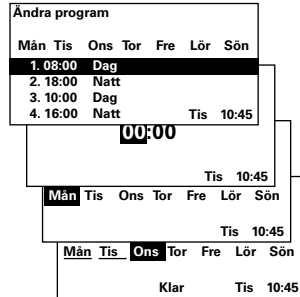 Ändra program
Mån Tis Ons Tor Fre Lör Sön
1. 08:00 Dag
2. 18:00 Natt
3. 10:00 Dag
4. 16:00 Natt Tis 10:45
00:00
Tis 10:45
Mån Tis Ons Tor Fre Lör Sön
Tis 10:45
Mån Tis Ons Tor Fre Lör Sön
Klar Tis 10:45